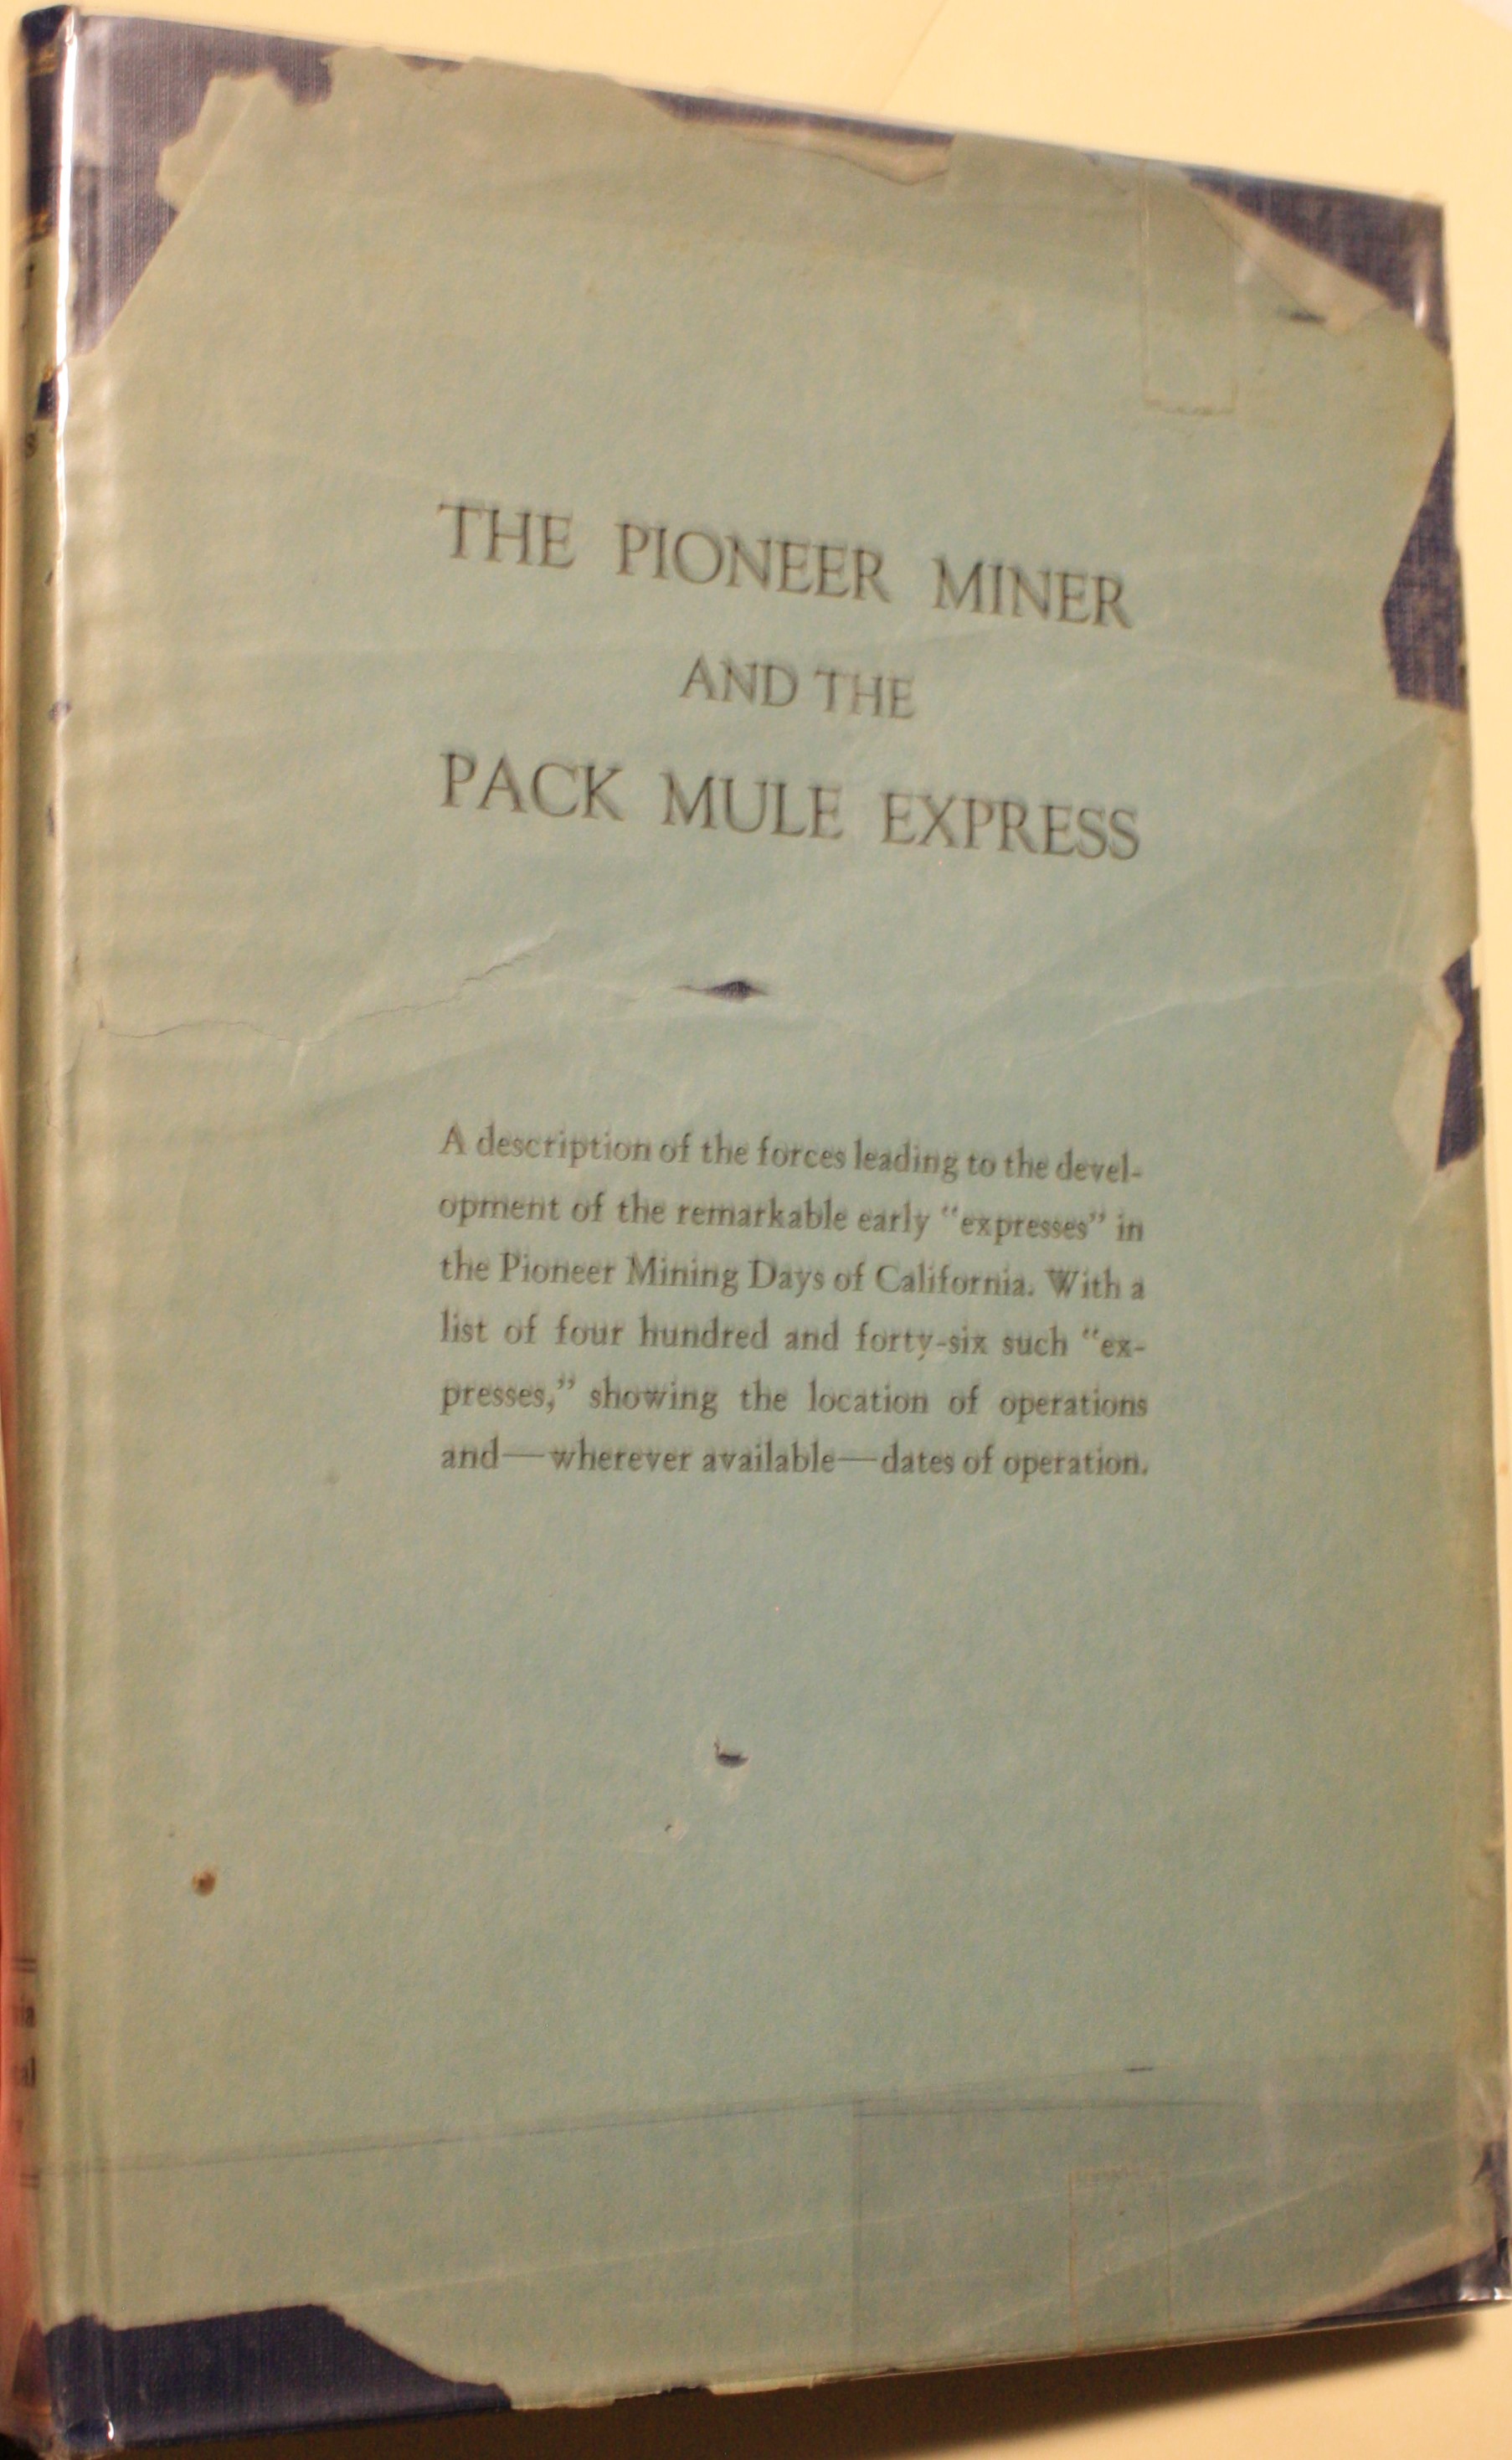 THE PIONEER MINER
AND THE
PACK MULE EXPRESS
A description of the forces leading to the devel-
opment of the remarkable early “expresses” in
the Pioneer Mining Days of California. With a
list of four hundred and forty-six such “ex-
presses,” showing the location of operations
and—wherever available—dates of operation.